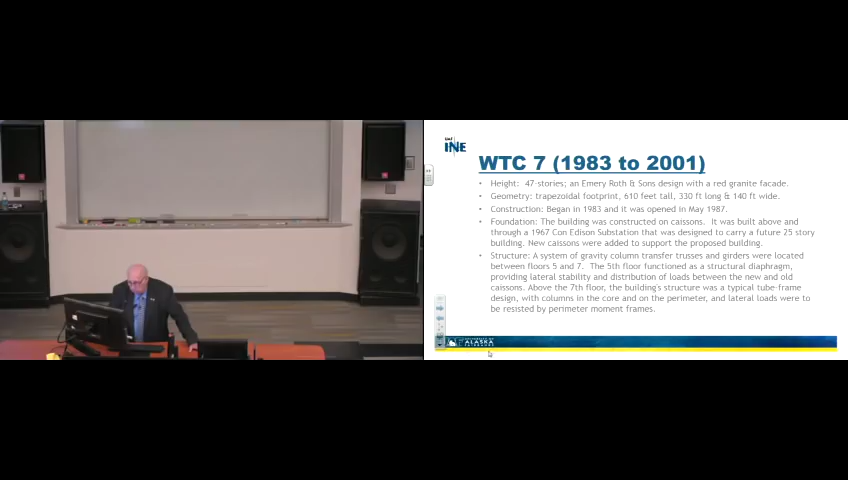 UAF
INE
WTC 7 (1983 to 2001)
• Height: 47-stories; an Emery Roth & Sons design with a red granite facade.
• Geometry: trapezoidal footprint, 610 feet tall, 330 ft long & 140 ft wide.
• Construction: Began in 1983 and it was opened in May 1987.
• Foundation: The building was constructed on caissons. It was built above and
through a 1967 Con Edison Substation that was designed to carry a future 25 story
building. New caissons were added to support the proposed building.
• Structure: A system of gravity column transfer trusses and girders were located
between floors 5 and 7. The 5th floor functioned as a structural diaphragm,
providing lateral stability and distribution of loads between the new and old
caissons. Above the 7th floor, the building's structure was a typical tube-frame
design, with columns in the core and on the perimeter, and lateral loads were to
be resisted by perimeter moment frames.
ALASKA